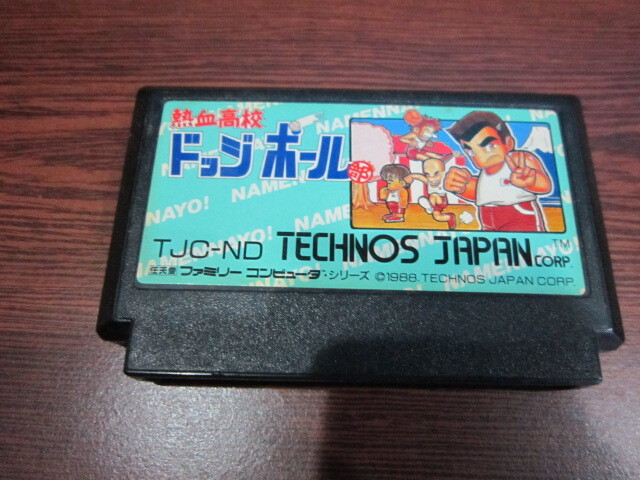 熱血高校
ドッジボール部
NAMENNAYO!
TJC-ND TECHNOS JAPAN CORP.™
任天堂 ファミリーコンピュータ・シリーズ ©1988 TECHNOS JAPAN CORP.